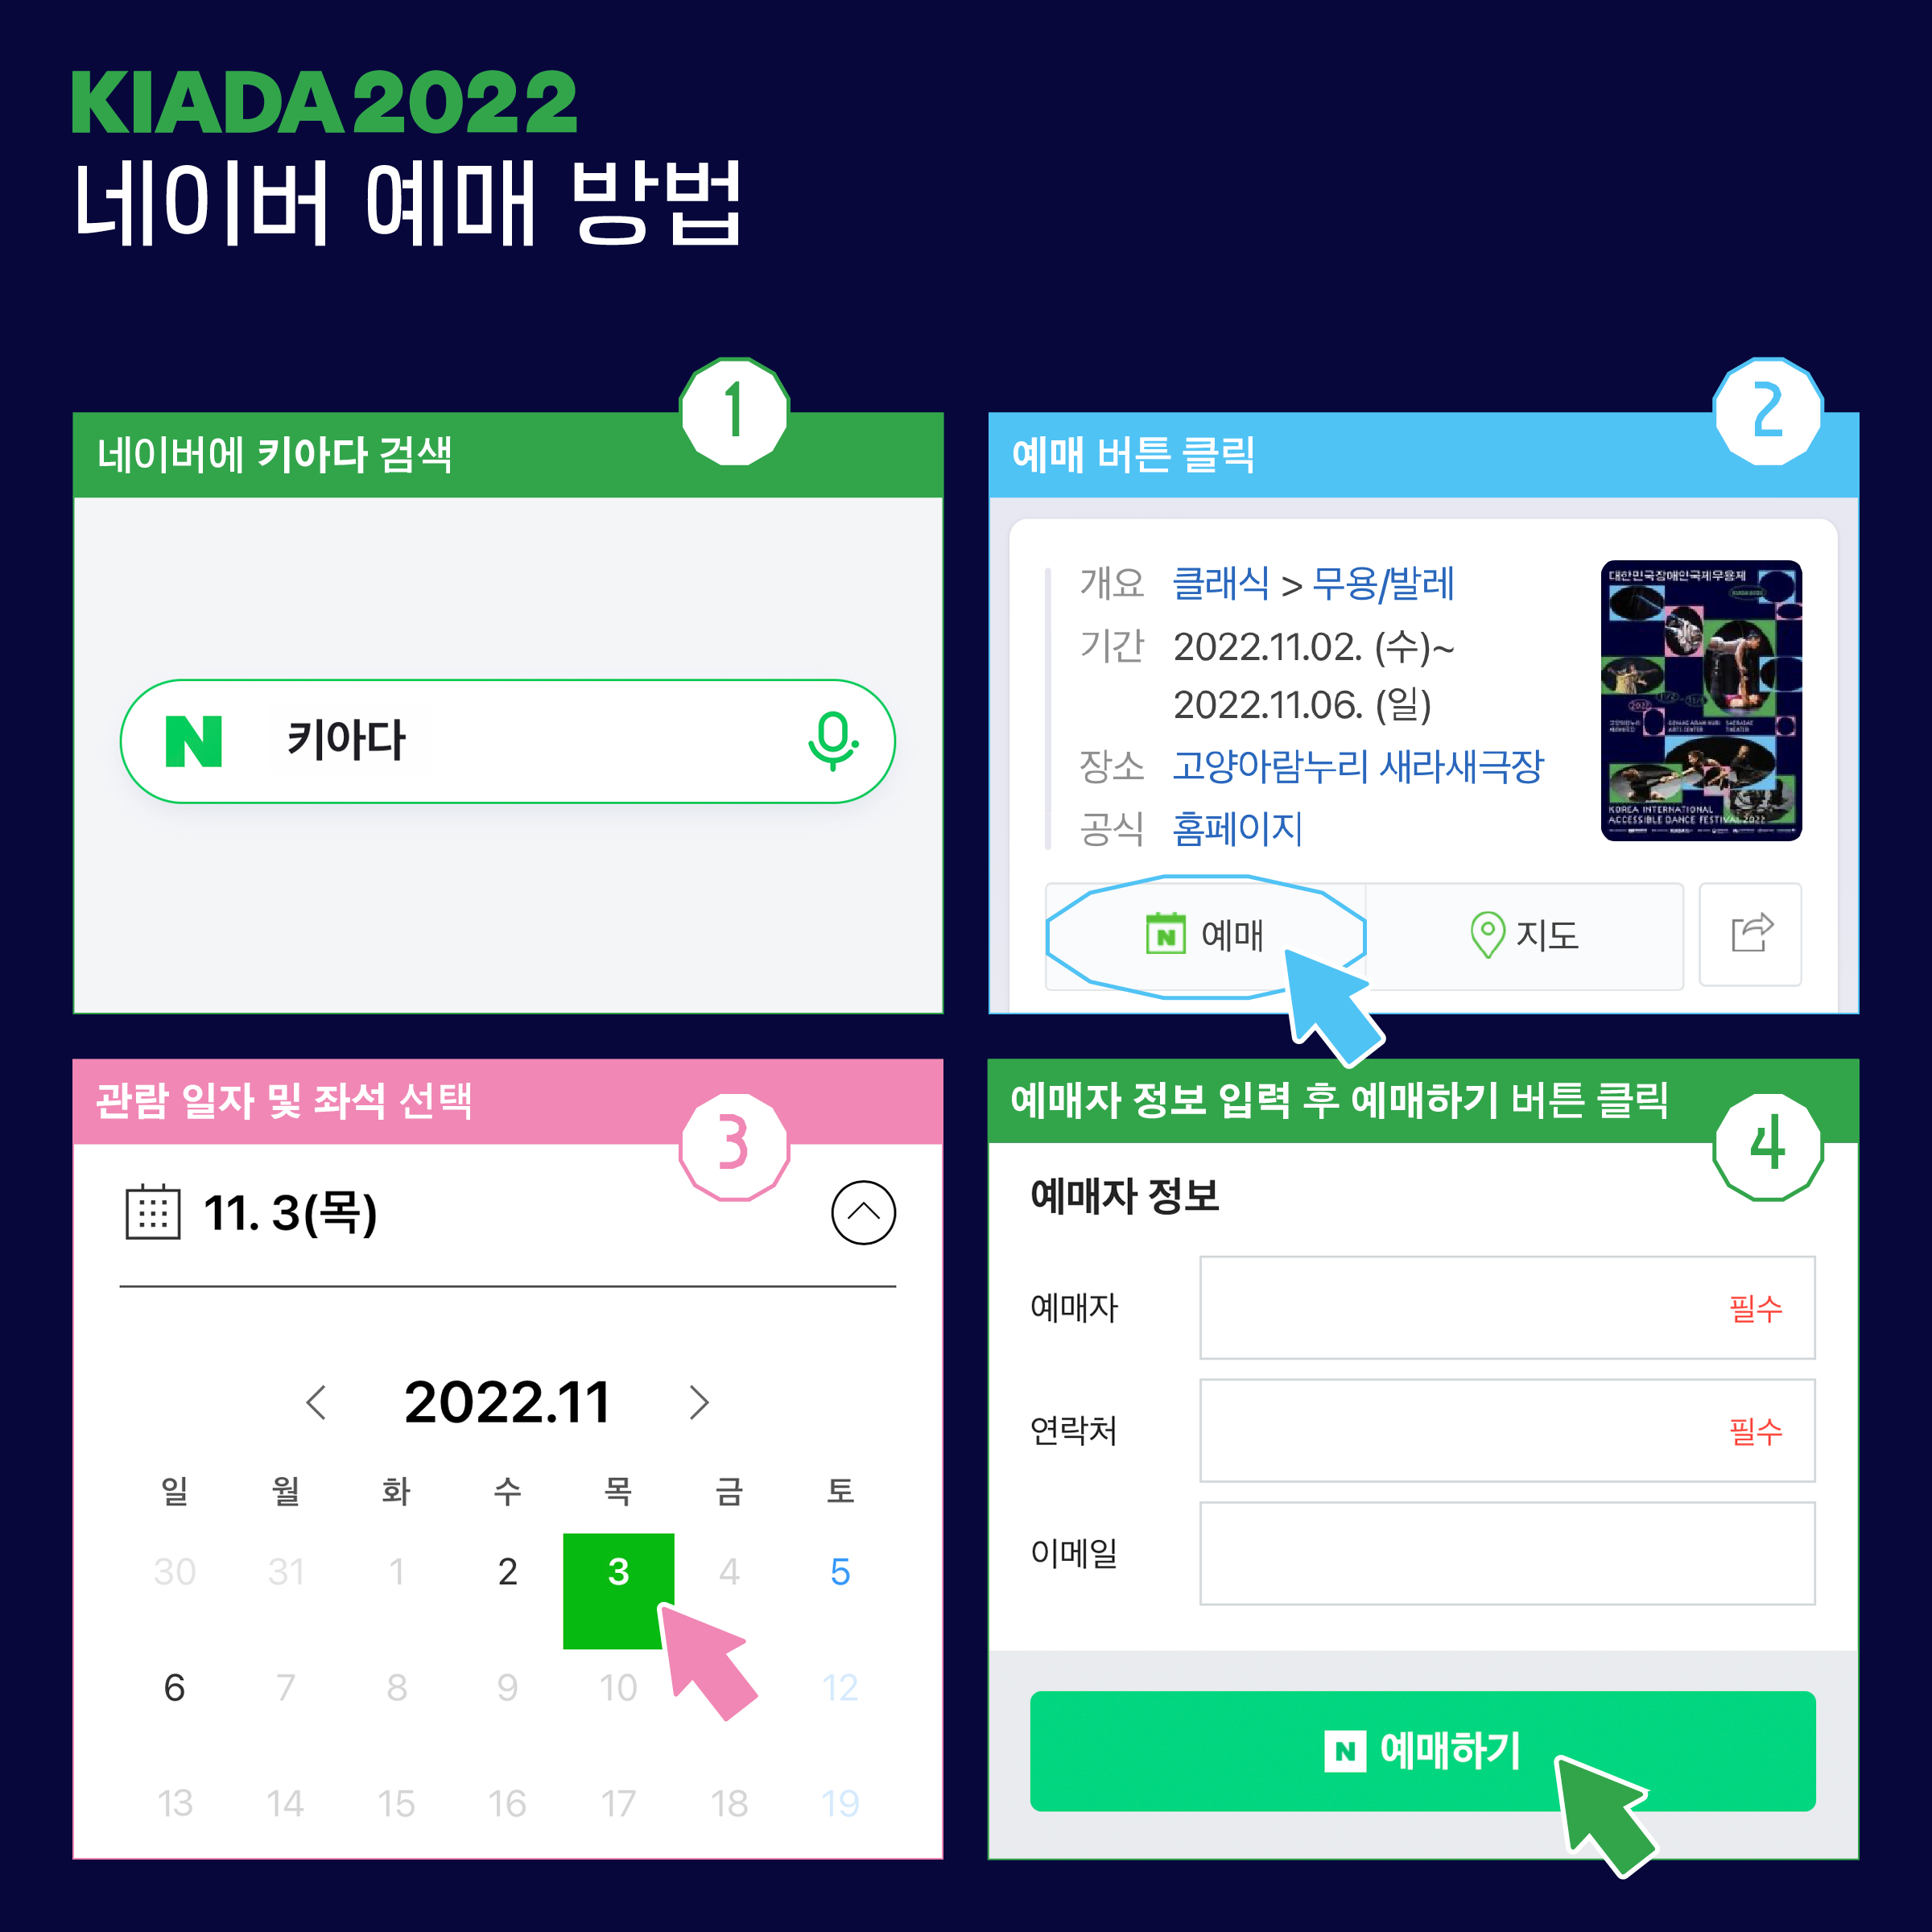 KIADA2022
네이버 예매 방법
1
네이버에 키아다 검색
N 키아다
2
예매 버튼 클릭
개요 클래식 > 무용/발레
기간 2022.11.02. (수)~
2022.11.06. (일)
장소 고양아람누리 새라새극장
공식 홈페이지
대한민국장애인국제무용제
KOREA INTERNATIONAL
ACCESSIBLE DANCE FESTIVAL 2022
N 예매
지도
3
관람 일자 및 좌석 선택
11. 3(목)
< 2022.11 >
일 월 화 수 목 금 토
30 31 1 2 3 4 5
6 7 8 9 10 12
13 14 15 16 17 18 19
4
예매자 정보 입력 후 예매하기 버튼 클릭
예매자 정보
예매자 필수
연락처 필수
이메일
N 예매하기